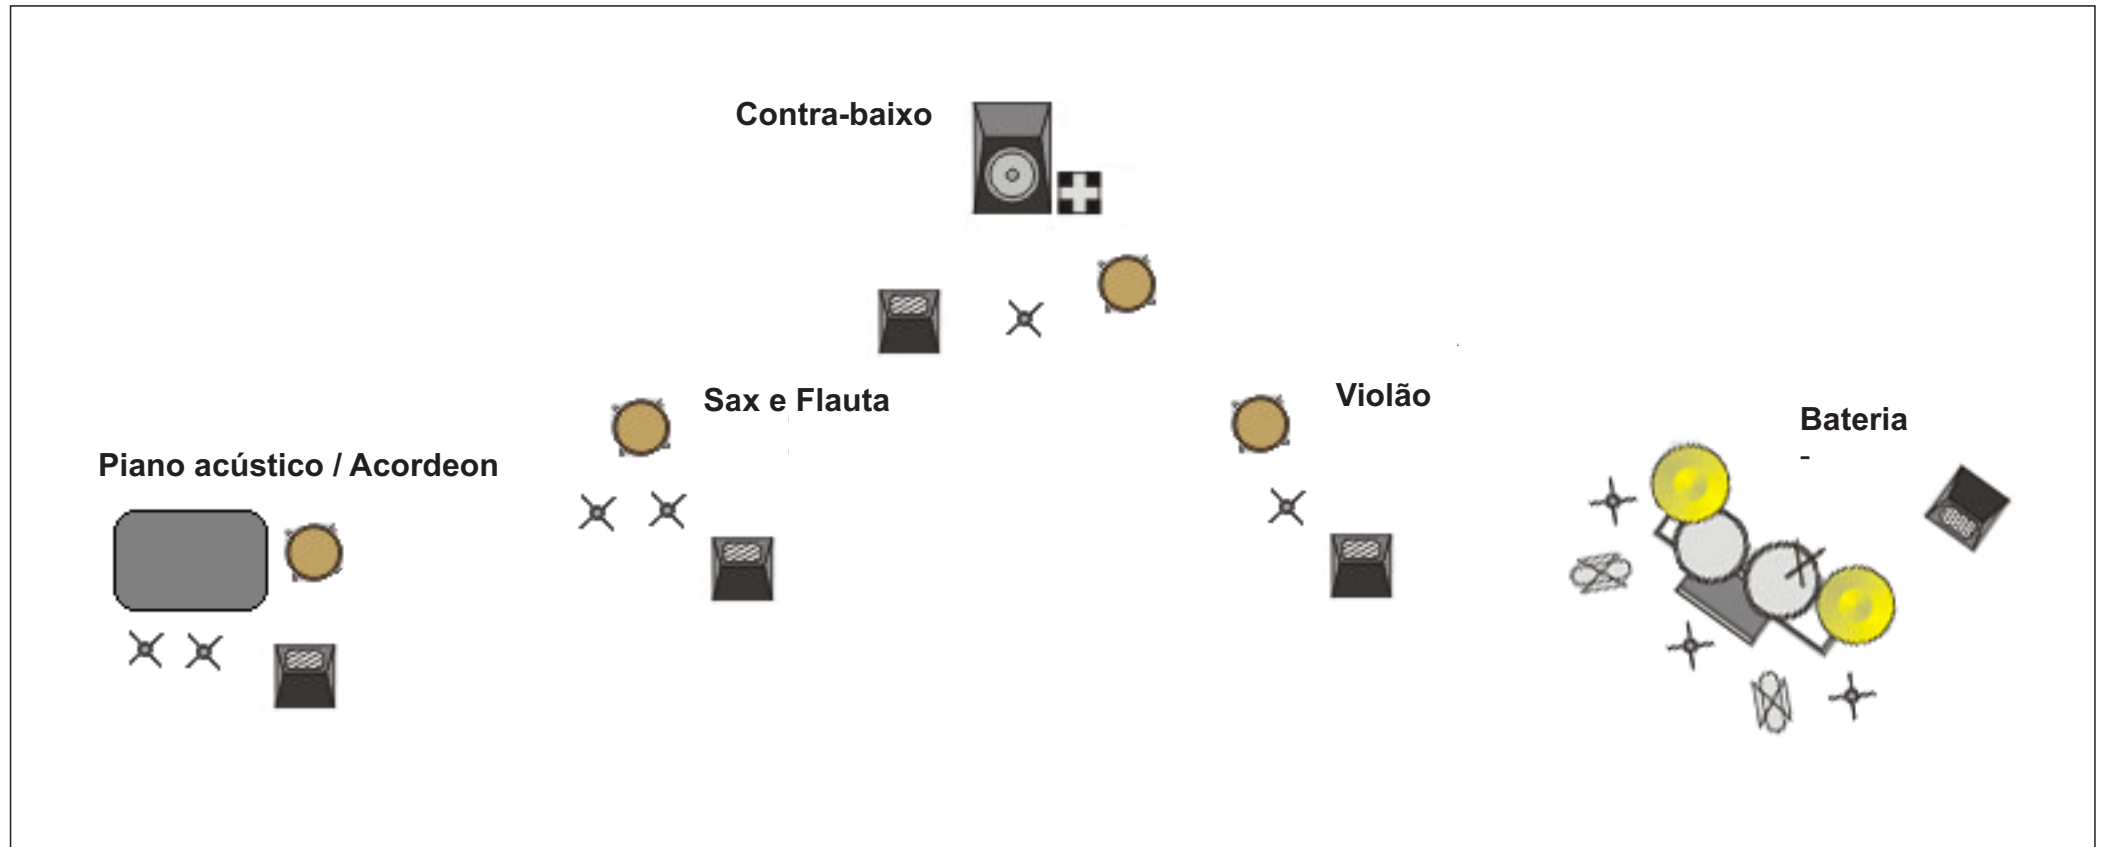 Contra-baixo
Sax e Flauta
Violão
Bateria
-
Piano acústico / Acordeon